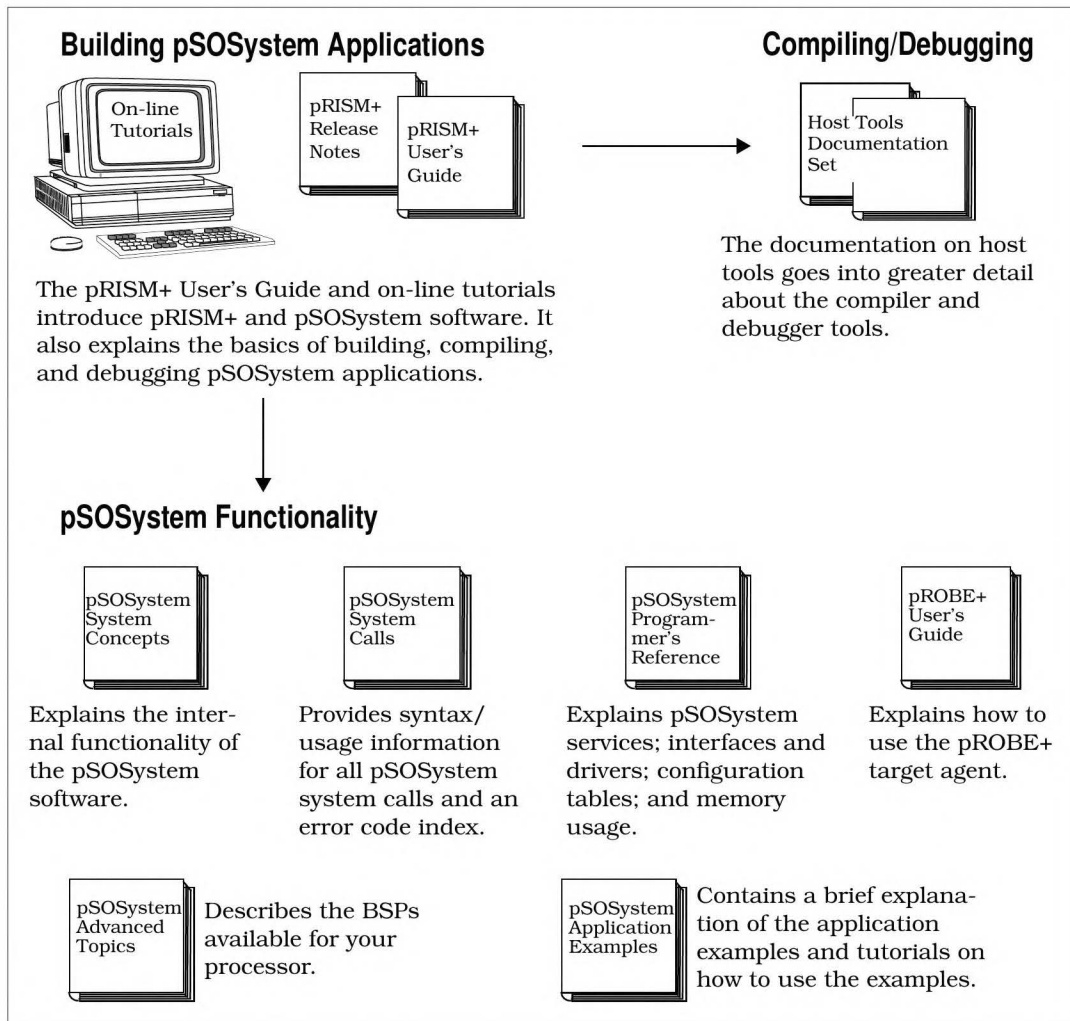 Building pSOSystem Applications
On-line
Tutorials
pRISM+
Release
Notes
pRISM+
User's
Guide
The pRISM+ User's Guide and on-line tutorials
introduce pRISM+ and pSOSystem software. It
also explains the basics of building, compiling,
and debugging pSOSystem applications.
Compiling/Debugging
Host Tools
Documentation
Set
The documentation on host
tools goes into greater detail
about the compiler and
debugger tools.
pSOSystem Functionality
pSOSystem
System
Concepts
Explains the inter-
nal functionality of
the pSOSystem
software.
pSOSystem
System
Calls
Provides syntax/
usage information
for all pSOSystem
system calls and an
error code index.
pSOSystem
Program-
mer's
Reference
Explains pSOSystem
services; interfaces and
drivers; configuration
tables; and memory
usage.
pROBE+
User's
Guide
Explains how to
use the pROBE+
target agent.
pSOSystem
Advanced
Topics
Describes the BSPs
available for your
processor.
pSOSystem
Application
Examples
Contains a brief explana-
tion of the application
examples and tutorials on
how to use the examples.